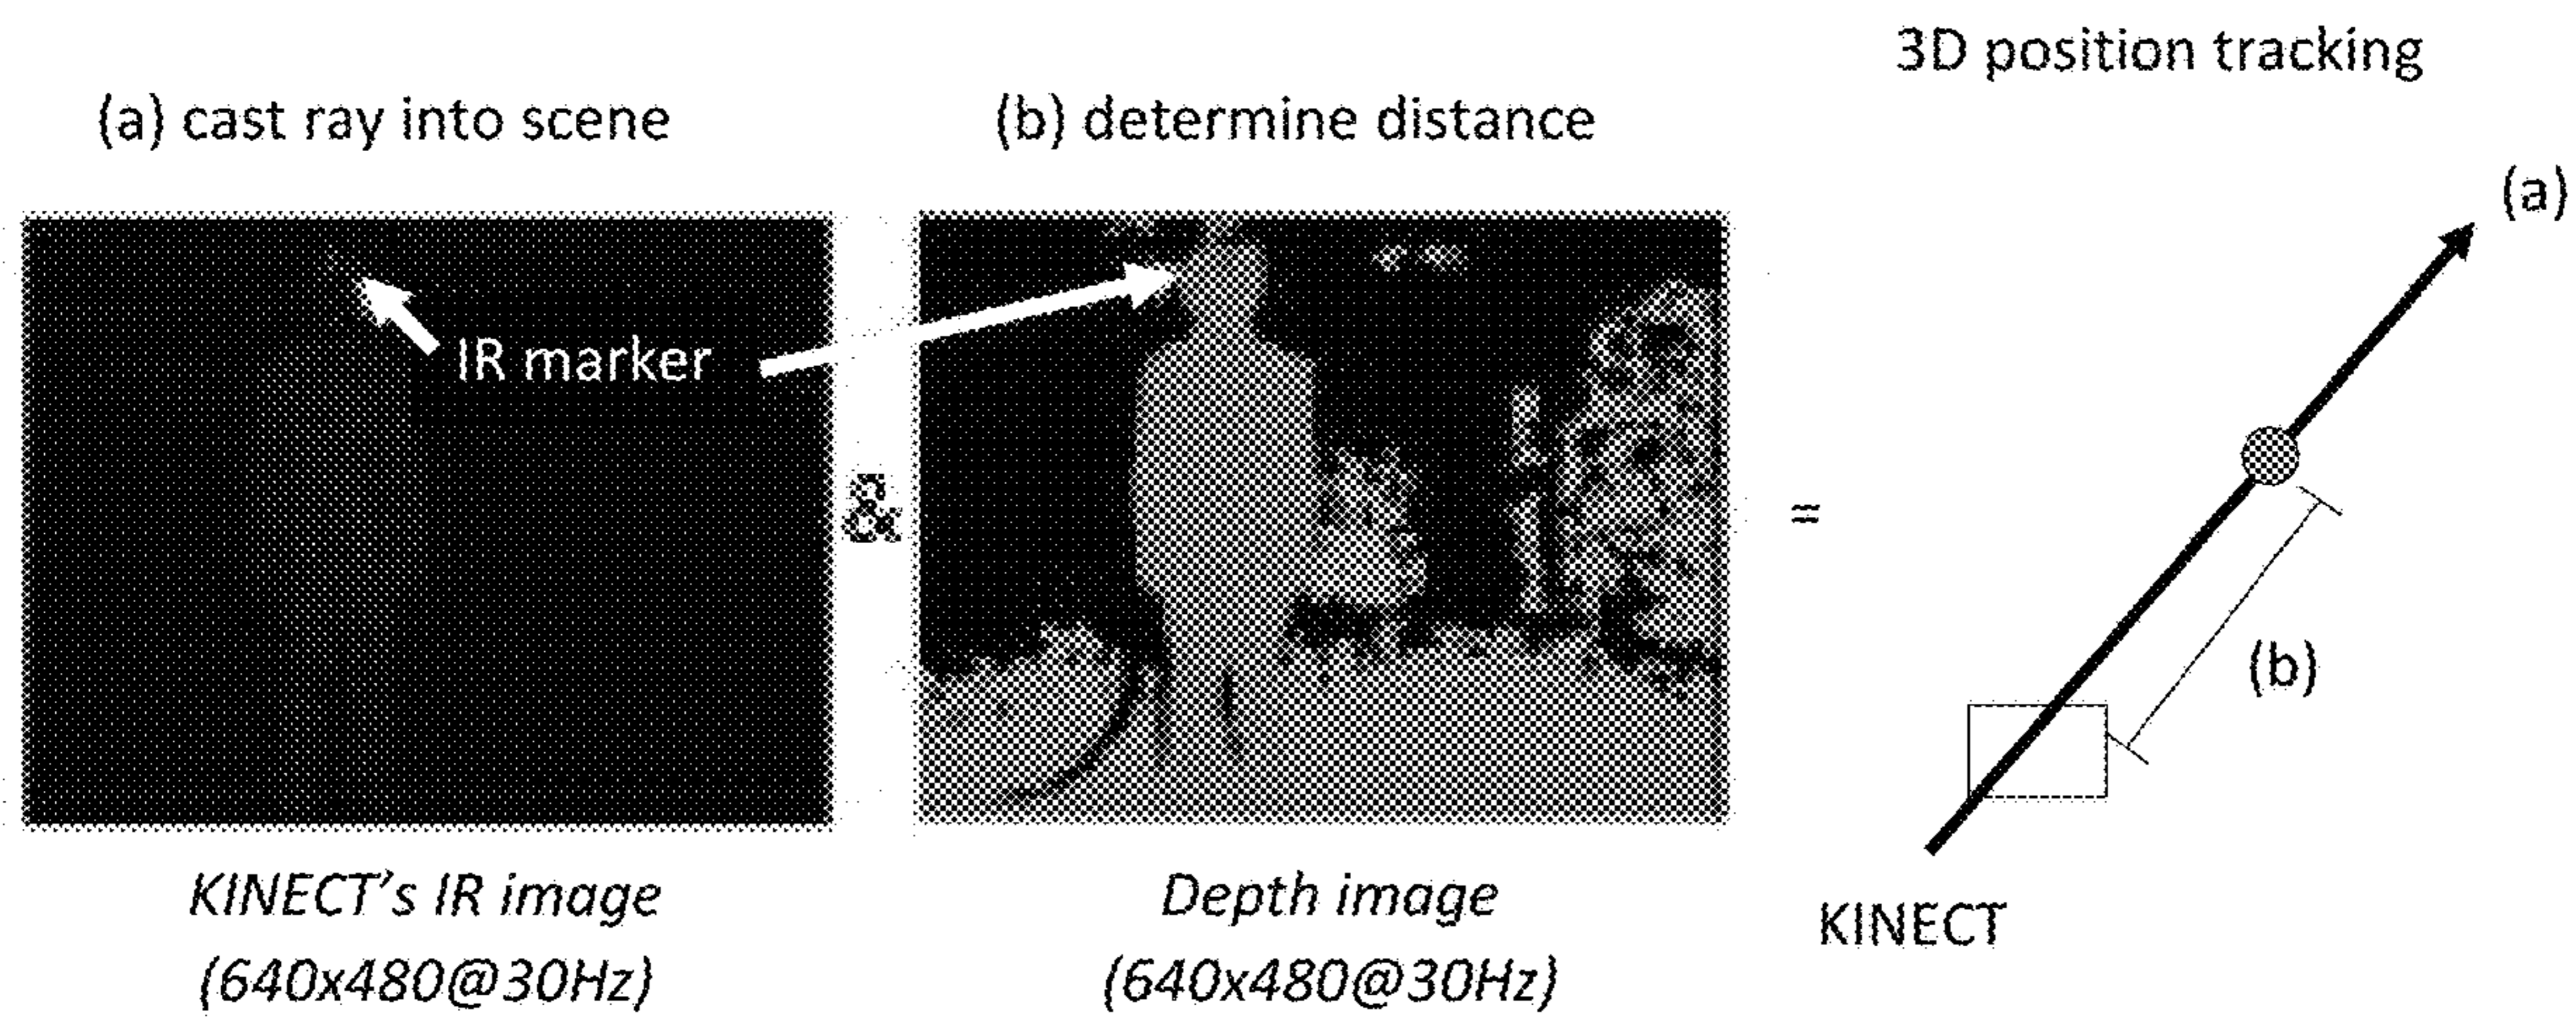 3D position tracking
(a) cast ray into scene
(b) determine distance
(a)
IR marker
&
=
(b)
KINECT's IR image
(640x480@30Hz)
Depth image
(640x480@30Hz)
KINECT